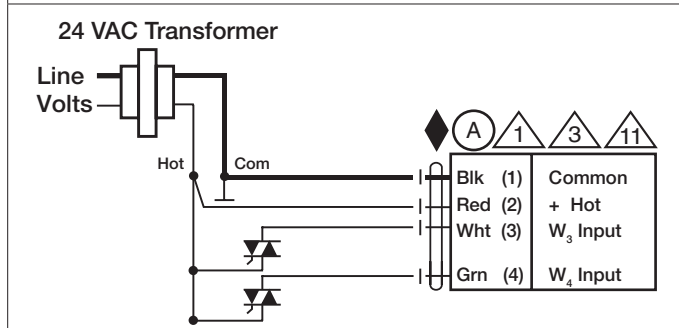 24 VAC Transformer
Line
Volts
Hot
Com
A 1 3 11
Blk (1) Common
Red (2) + Hot
Wht (3) W₃ Input
Grn (4) W₄ Input